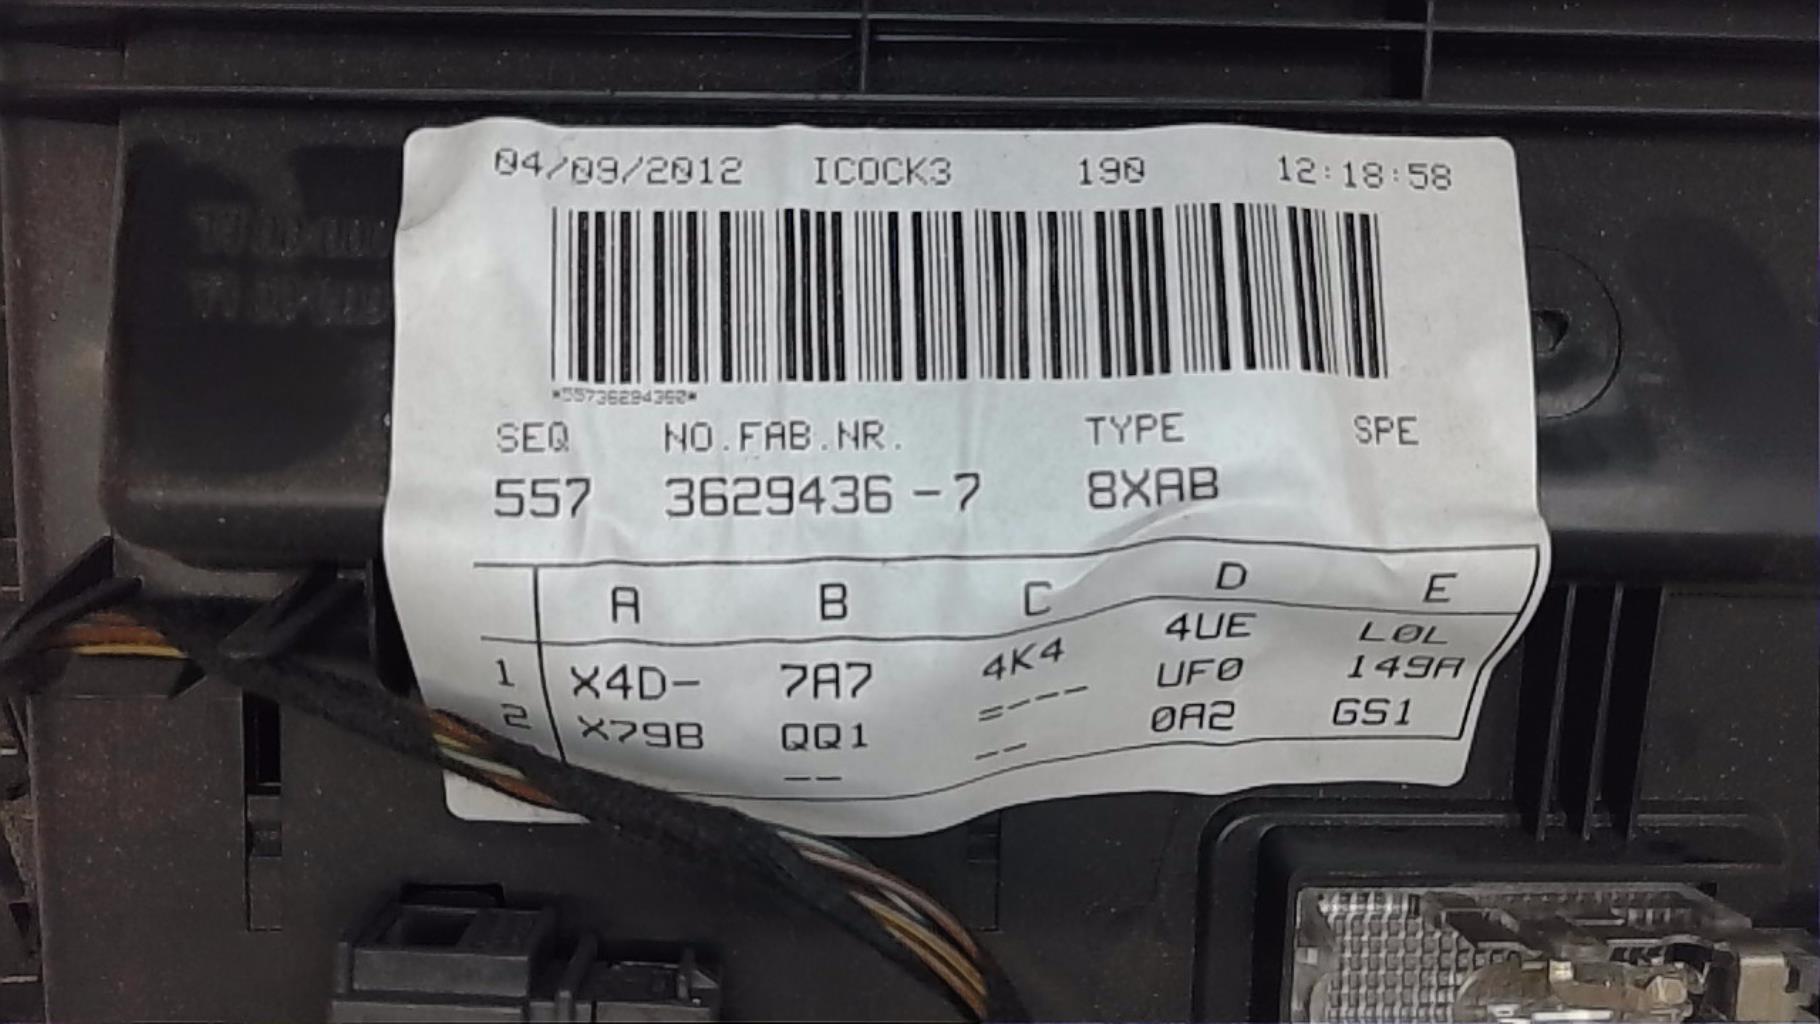 04/09/2012 ICOCK3 190 12:18:58
*55736294360*
SEQ NO.FAB.NR. TYPE SPE
557 3629436-7 8XAB
A B C D E
1 X4D- 7A7 4K4 4UE L0L
2 X79B QQ1 =---- UF0 149A
-- -- 0A2 GS1